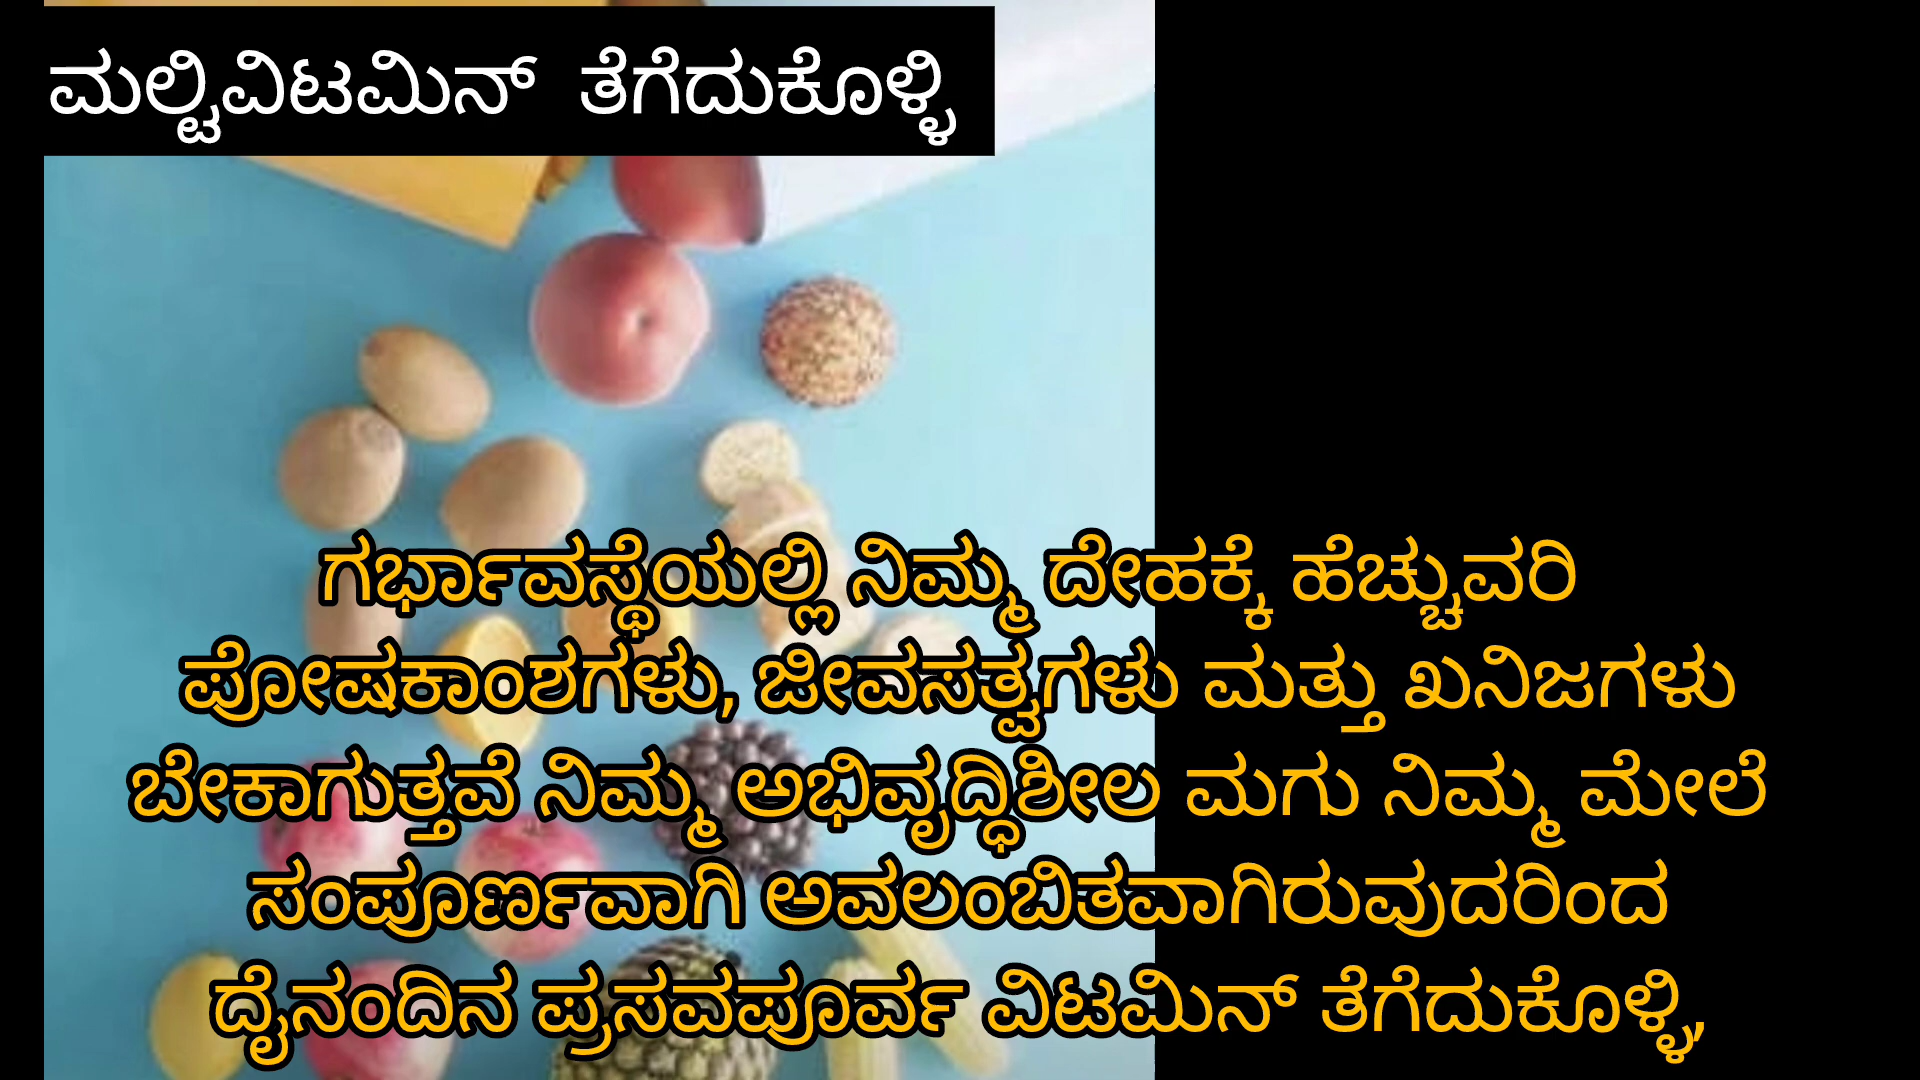 ಮಲ್ಟಿವಿಟಮಿನ್ ತೆಗೆದುಕೊಳ್ಳಿ
ಗರ್ಭಾವಸ್ಥೆಯಲ್ಲಿ ನಿಮ್ಮ ದೇಹಕ್ಕೆ ಹೆಚ್ಚುವರಿ
ಪೋಷಕಾಂಶಗಳು, ಜೀವಸತ್ವಗಳು ಮತ್ತು ಖನಿಜಗಳು
ಬೇಕಾಗುತ್ತವೆ ನಿಮ್ಮ ಅಭಿವೃದ್ಧಿಶೀಲ ಮಗು ನಿಮ್ಮ ಮೇಲೆ
ಸಂಪೂರ್ಣವಾಗಿ ಅವಲಂಬಿತವಾಗಿರುವುದರಿಂದ
ದೈನಂದಿನ ಪ್ರಸವಪೂರ್ವ ವಿಟಮಿನ್ ತೆಗೆದುಕೊಳ್ಳಿ,